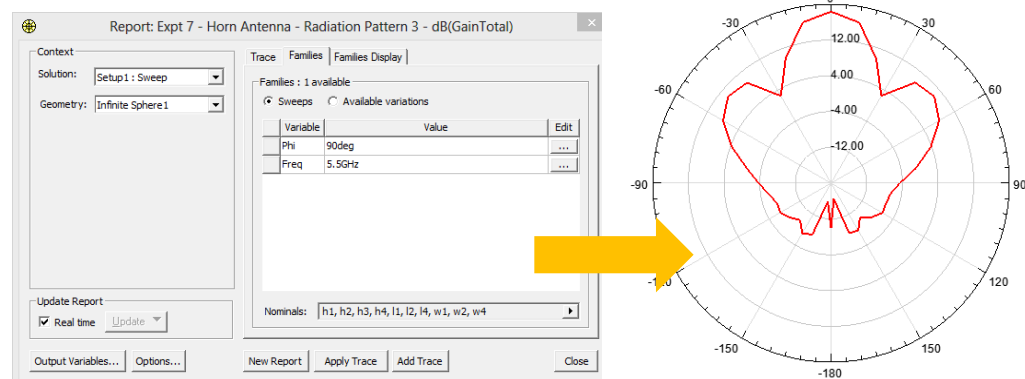 Report: Expt 7 - Horn Antenna - Radiation Pattern 3 - dB(GainTotal)
Context
Solution: Setup1 : Sweep
Geometry: Infinite Sphere1
Update Report
Real time Update
Output Variables... Options...
Trace Families Families Display
Families : 1 available
Sweeps Available variations
Variable Value Edit
Phi 90deg ...
Freq 5.5GHz ...
Nominals: h1, h2, h3, h4, l1, l2, l4, w1, w2, w4
New Report Apply Trace Add Trace Close
-30 30
12.00
-60 4.00 60
-4.00
-12.00
-90 90
120
-150 150
-180